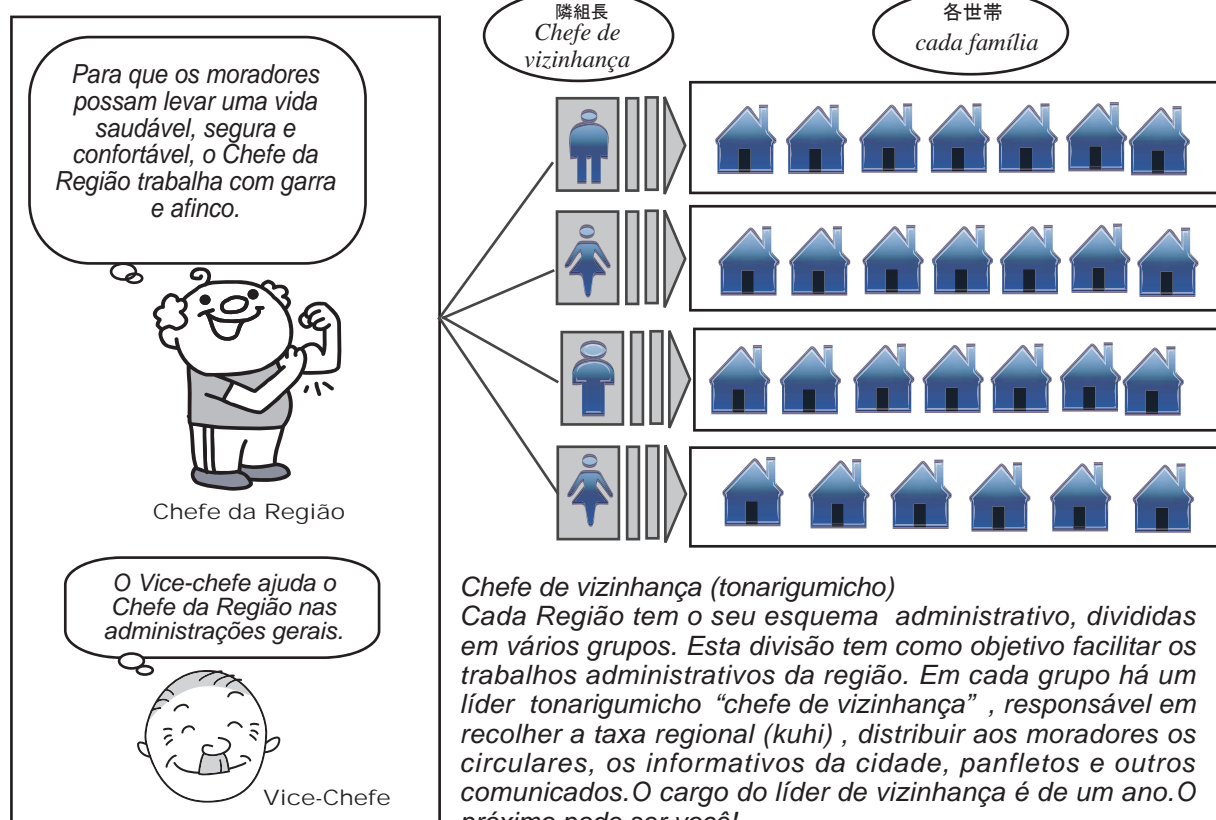 Para que os moradores
possam levar uma vida
saudável, segura e
confortável, o Chefe da
Região trabalha com garra
e afinco.
Chefe da Região
O Vice-chefe ajuda o
Chefe da Região nas
administrações gerais.
Vice-Chefe
隣組長
Chefe de
vizinhança
各世帯
cada família
Chefe de vizinhança (tonarigumicho)
Cada Região tem o seu esquema administrativo, divididas
em vários grupos. Esta divisão tem como objetivo facilitar os
trabalhos administrativos da região. Em cada grupo há um
líder tonarigumicho “chefe de vizinhança” , responsável em
recolher a taxa regional (kuhi) , distribuir aos moradores os
circulares, os informativos da cidade, panfletos e outros
comunicados.O cargo do líder de vizinhança é de um ano.O
próximo pode ser você!